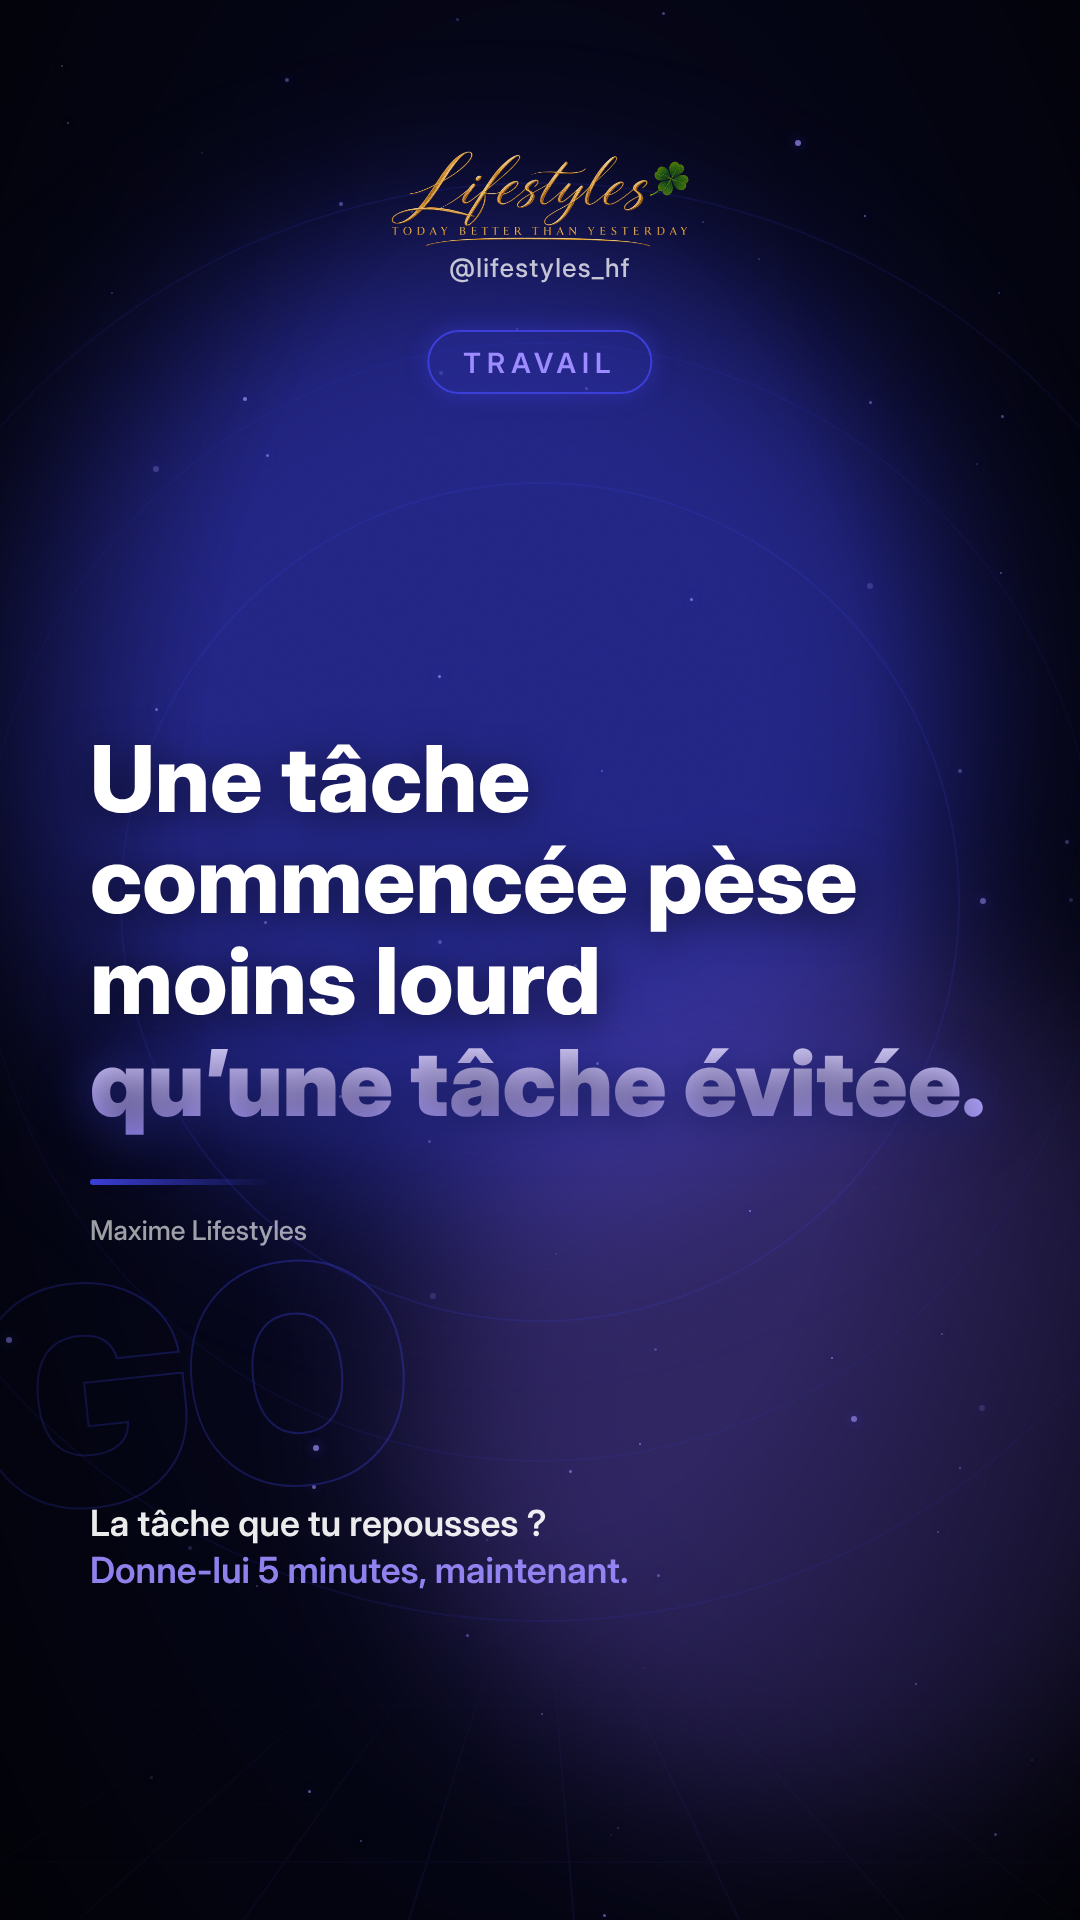 Lifestyles
TODAY BETTER THAN YESTERDAY
@lifestyles_hf
TRAVAIL
Une tâche
commencée pèse
moins lourd
qu’une tâche évitée.
Maxime Lifestyles
GO
La tâche que tu repousses ?
Donne-lui 5 minutes, maintenant.